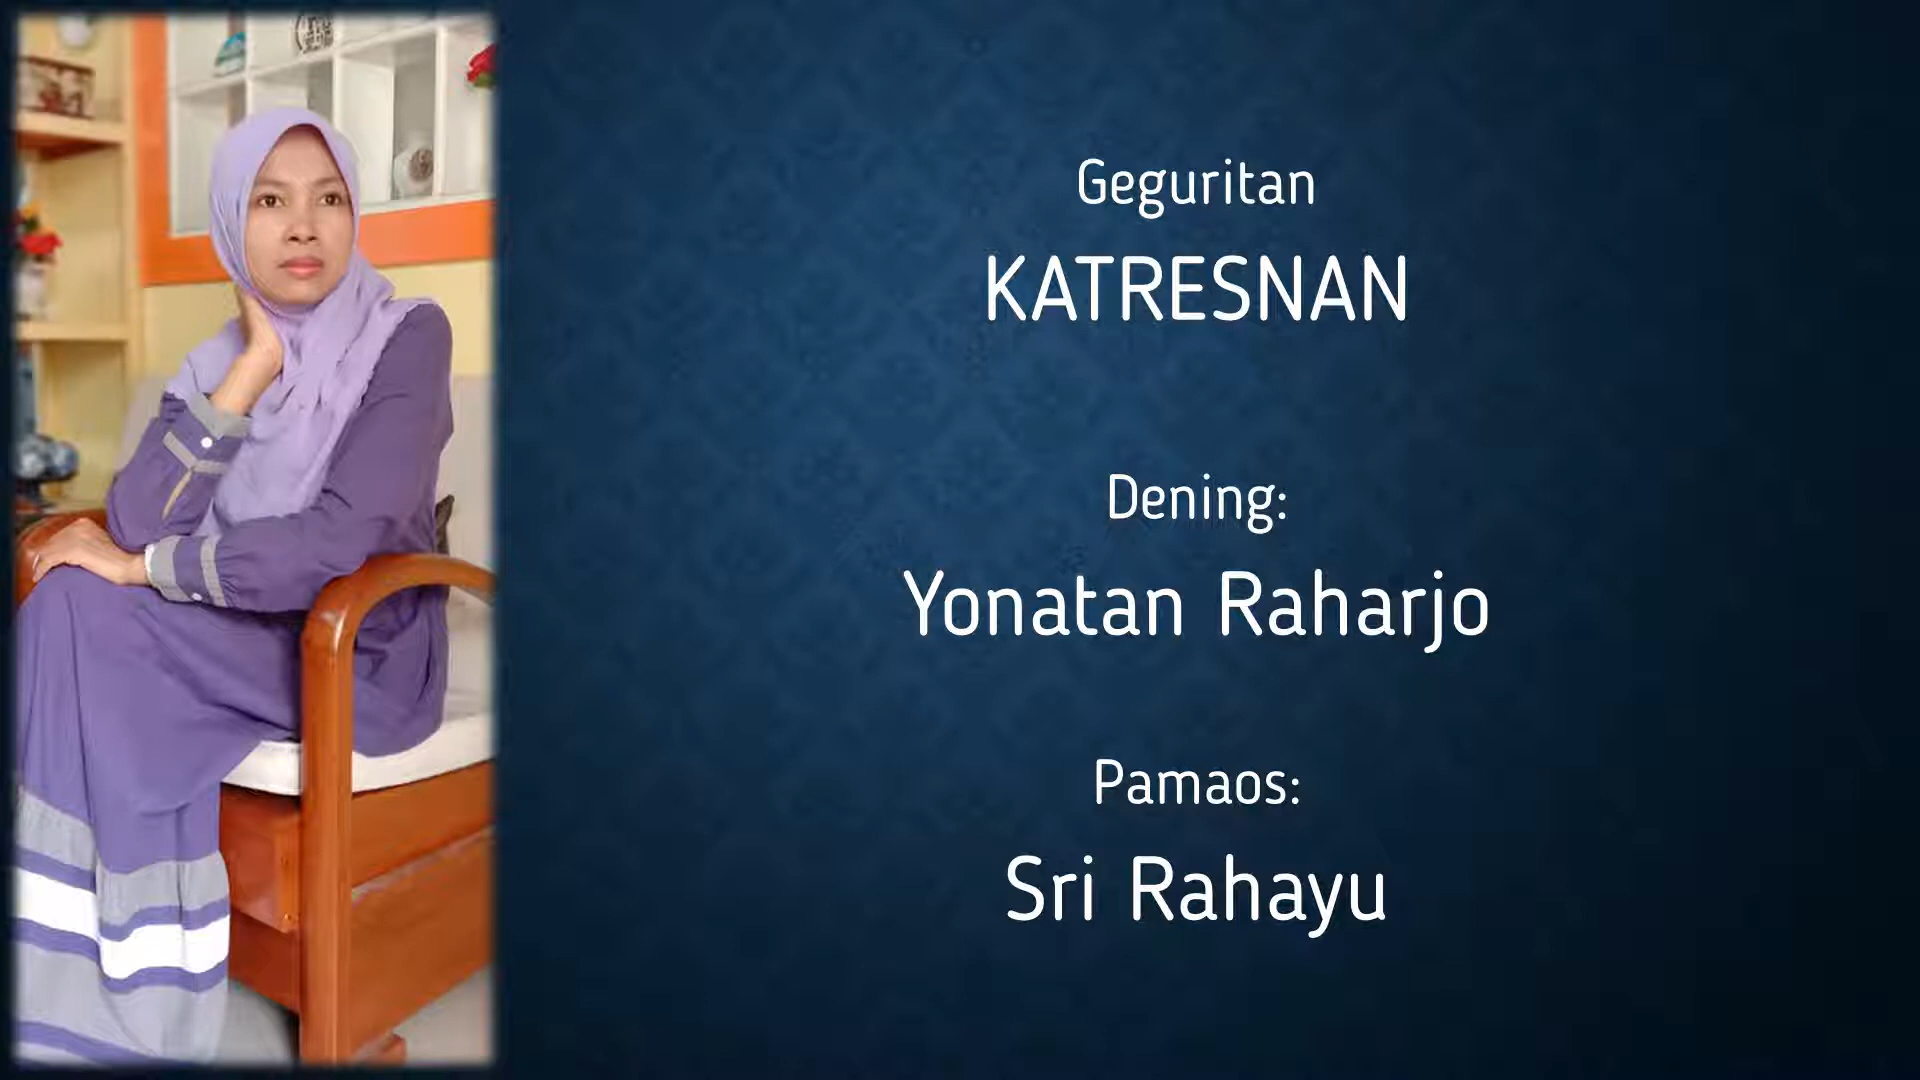 Geguritan
KATRESNAN
Dening:
Yonatan Raharjo
Pamaos:
Sri Rahayu